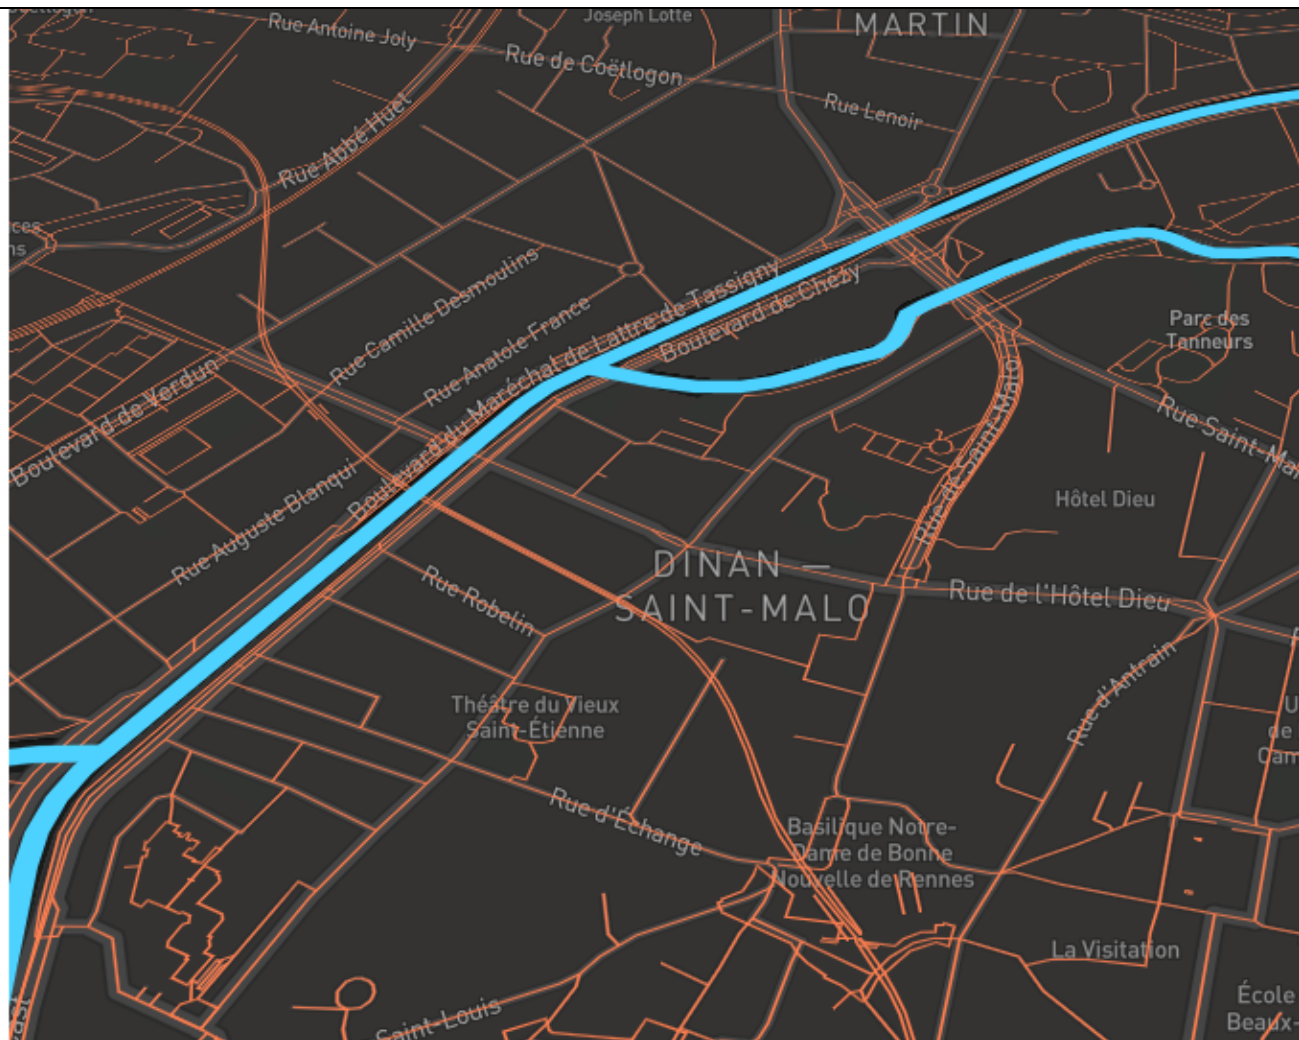 Joseph Lotte
MARTIN
Rue Antoine Joly
Rue de Coëtlogon
Rue Lenoir
Rue Abbé Huet
Rue Camille Desmoulins
Rue Anatole France
Boulevard du Maréchal de Lattre de Tassigny
Boulevard de Chézy
Parc des
Tanneurs
Boulevard de Verdun
Rue Auguste Blanqui
Rue de Saint-Malo
Rue Saint-Ma
Hôtel Dieu
DINAN —
SAINT-MALO
Rue Robelin
Rue de l'Hôtel Dieu
Rue d'Antrain
Théâtre du Vieux
Saint-Étienne
Rue d'Échange
Basilique Notre-
Dame de Bonne
Nouvelle de Rennes
La Visitation
École
Beaux-
Saint-Louis